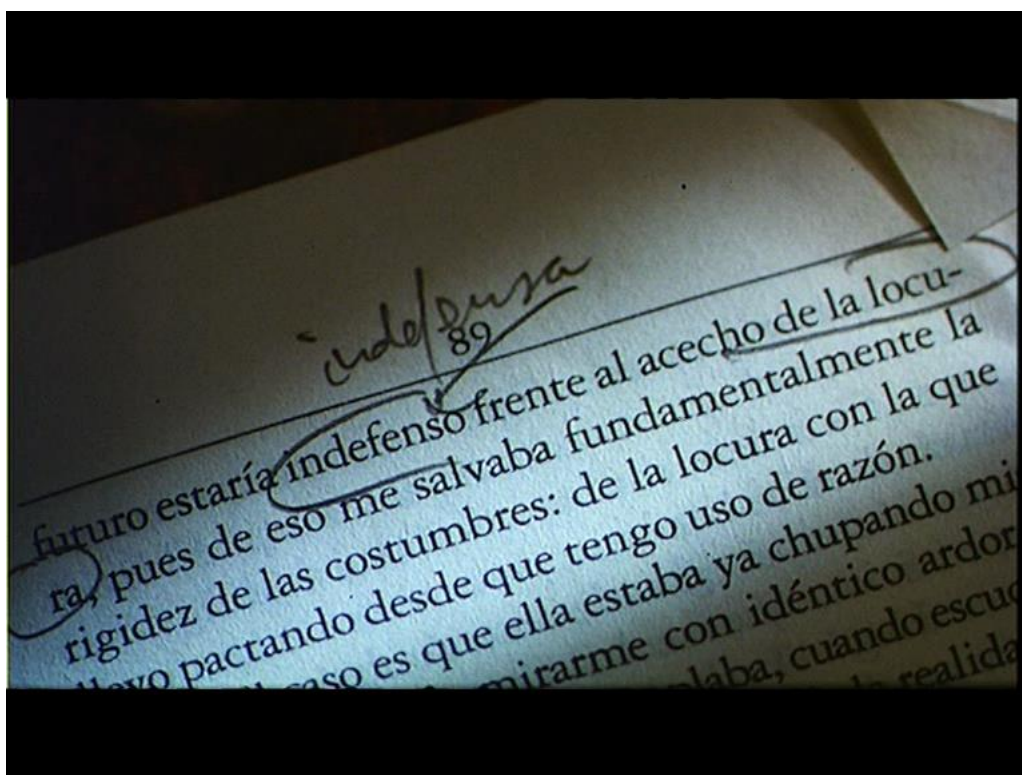 indefensa
89
futuro estaría indefenso frente al acecho de la locu-
ra, pues de eso me salvaba fundamentalmente la
rigidez de las costumbres: de la locura con la que
llevo pactando desde que tengo uso de razón.
caso es que ella estaba ya chupando mi
mirarme con idéntico ardor
cuando escuc
realida